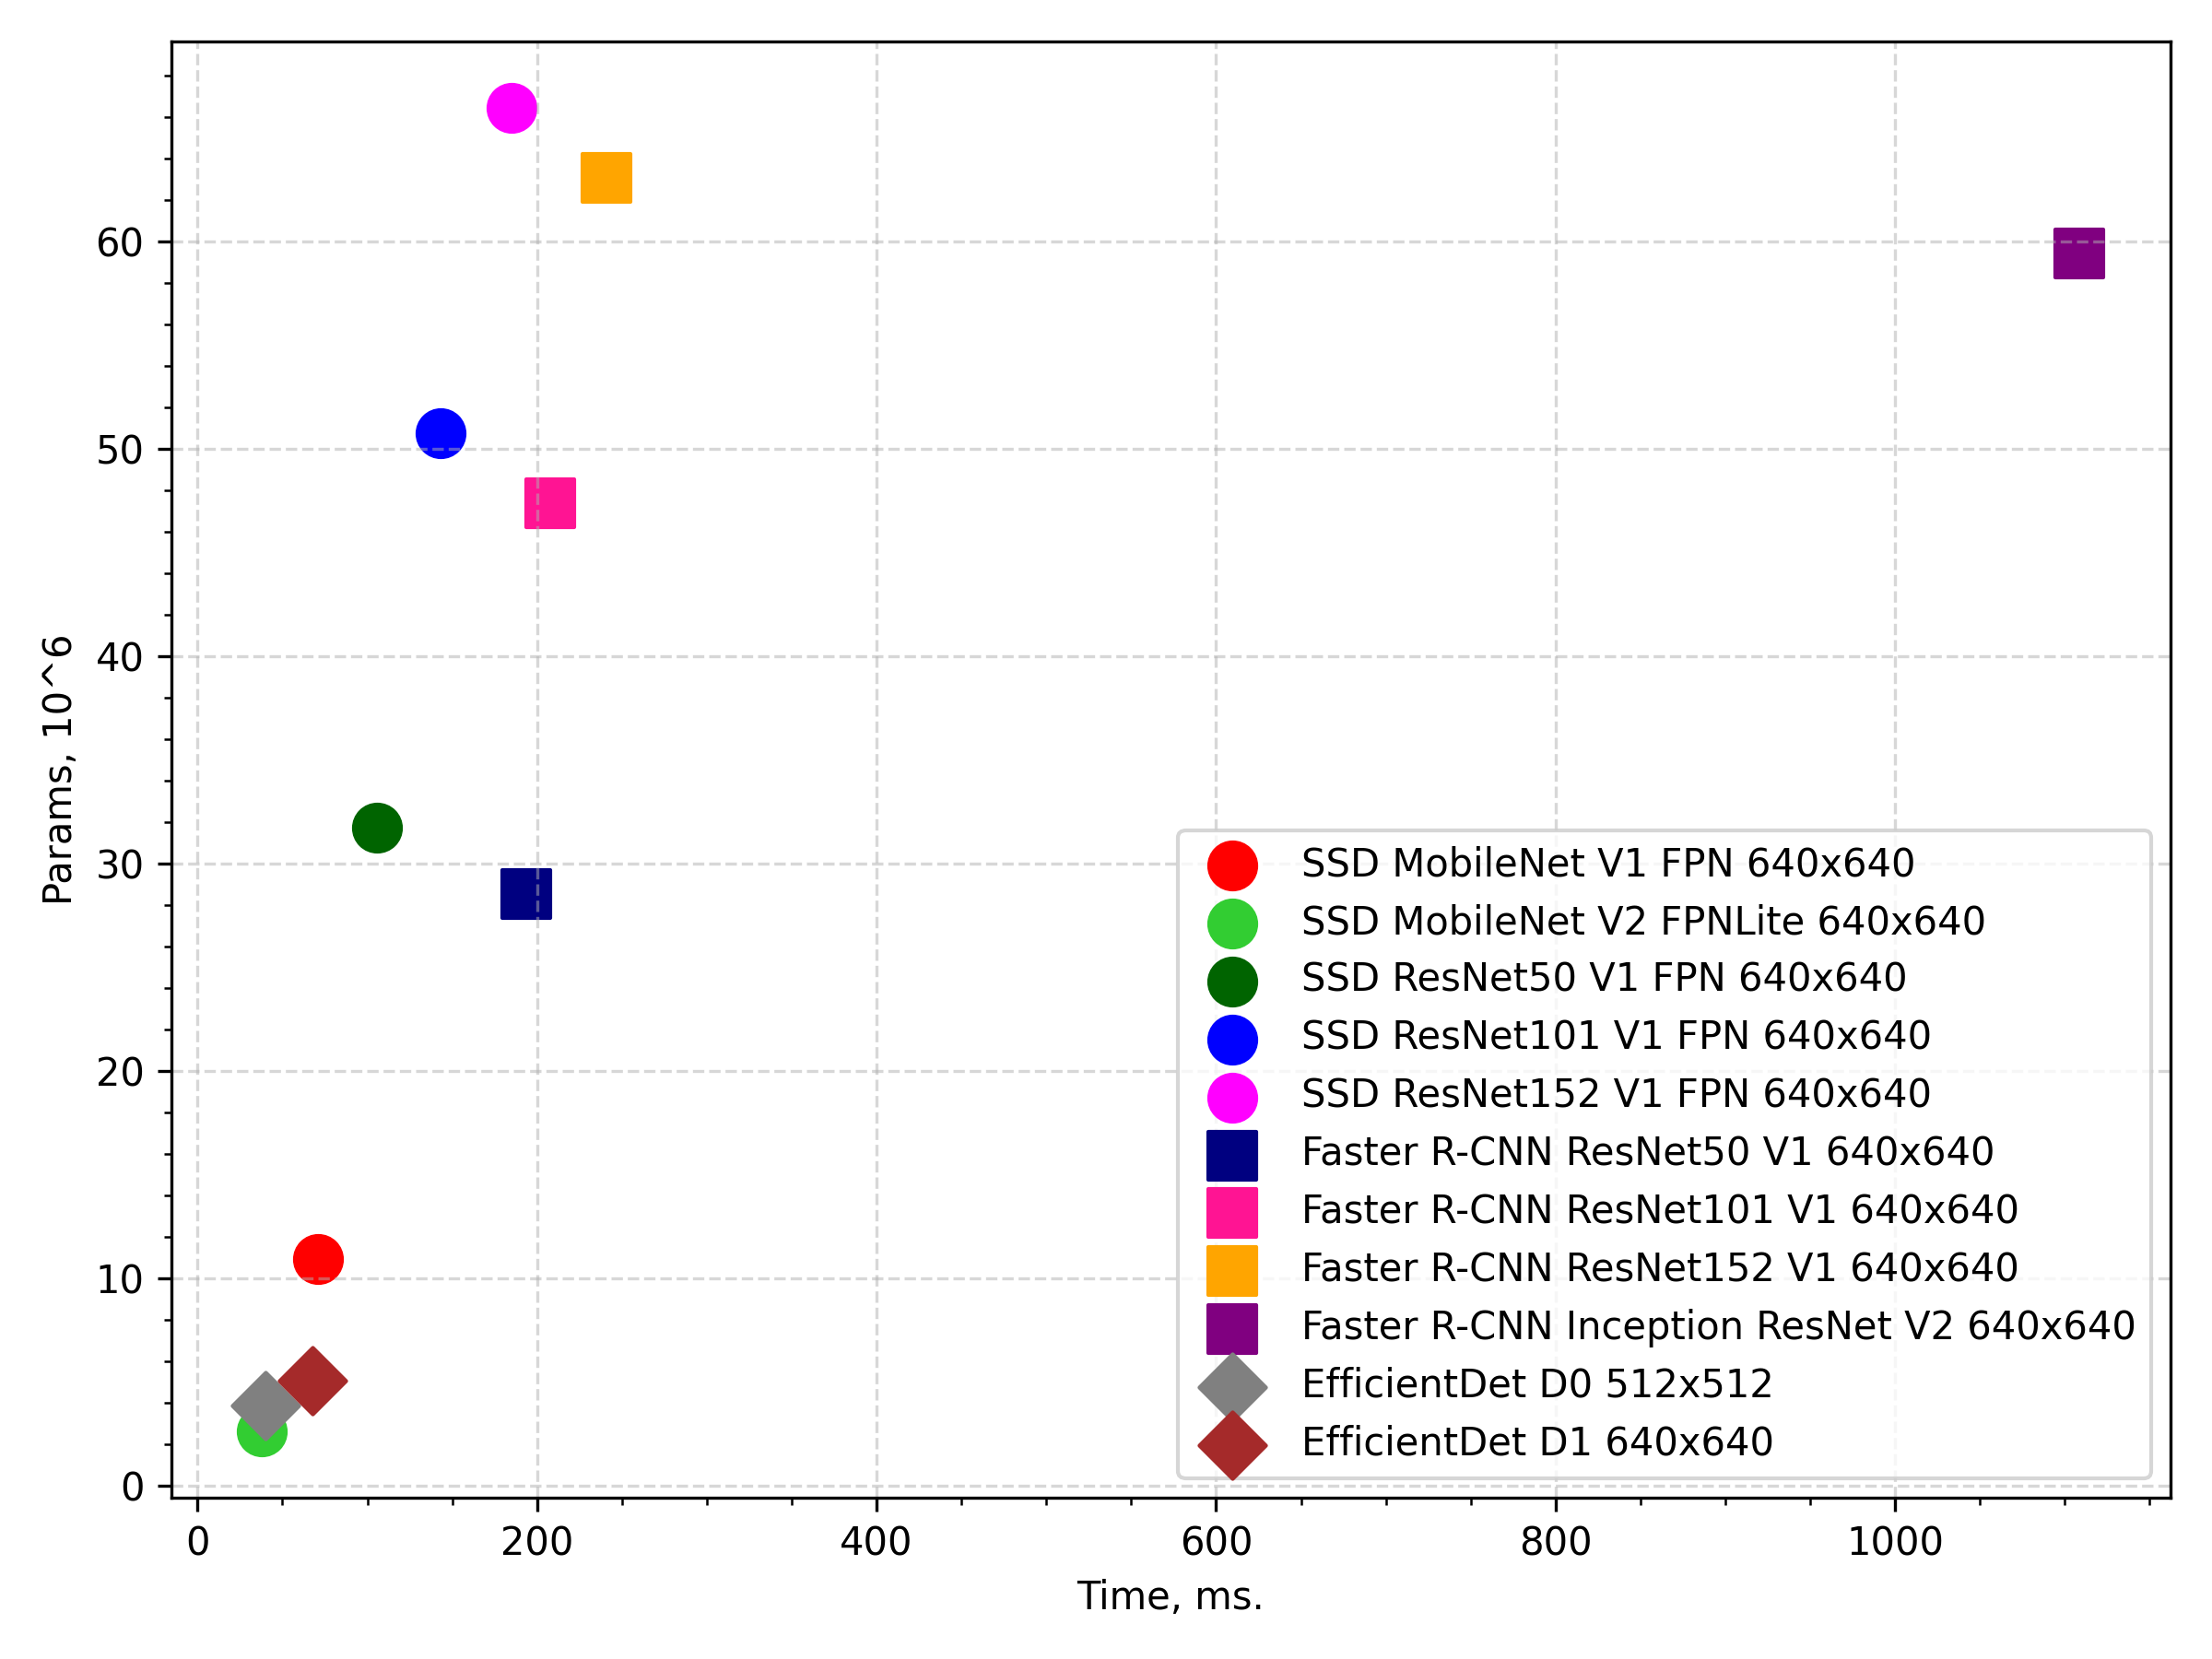 60
50
40
30
20
10
0
Params, 10^6
SSD MobileNet V1 FPN 640x640
SSD MobileNet V2 FPNLite 640x640
SSD ResNet50 V1 FPN 640x640
SSD ResNet101 V1 FPN 640x640
SSD ResNet152 V1 FPN 640x640
Faster R-CNN ResNet50 V1 640x640
Faster R-CNN ResNet101 V1 640x640
Faster R-CNN ResNet152 V1 640x640
Faster R-CNN Inception ResNet V2 640x640
EfficientDet D0 512x512
EfficientDet D1 640x640
0 200 400 600 800 1000
Time, ms.